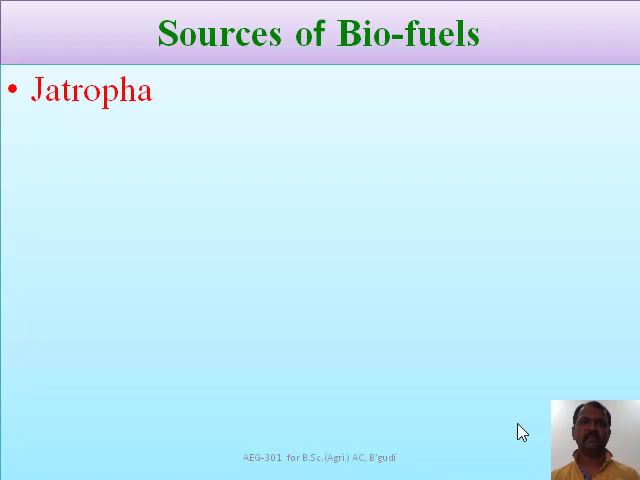 Sources of Bio-fuels
• Jatropha
AEG-301 for B.Sc.(Agri.) AC, B'gudi